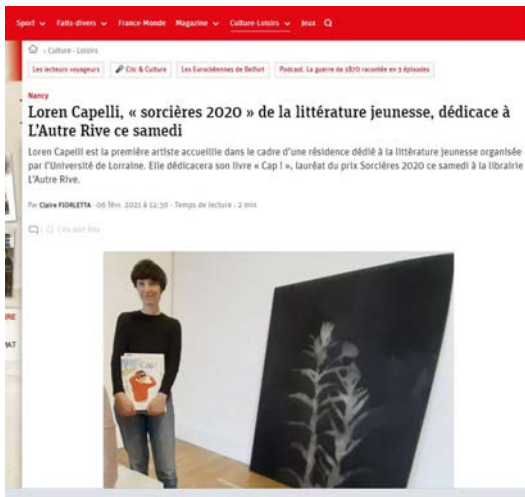 Sport Faits-divers France-Monde Magazine Culture-Loisirs Jeux
Culture - Loisirs
Les lecteurs voyageurs Clic & Culture Les Eurockéennes de Belfort Podcast. La guerre de 1870 racontée en 3 épisodes
Nancy
Loren Capelli, « sorcières 2020 » de la littérature jeunesse, dédicace à
L'Autre Rive ce samedi
Loren Capelli est la première artiste accueillie dans le cadre d'une résidence dédié à la littérature jeunesse organisée
par l'Université de Lorraine. Elle dédicacera son livre « Cap ! », lauréat du prix Sorcières 2020 ce samedi à la librairie
L'Autre Rive.
Par Claire FIORLETTA - 06 févr. 2021 à 12:30 - Temps de lecture : 2 min